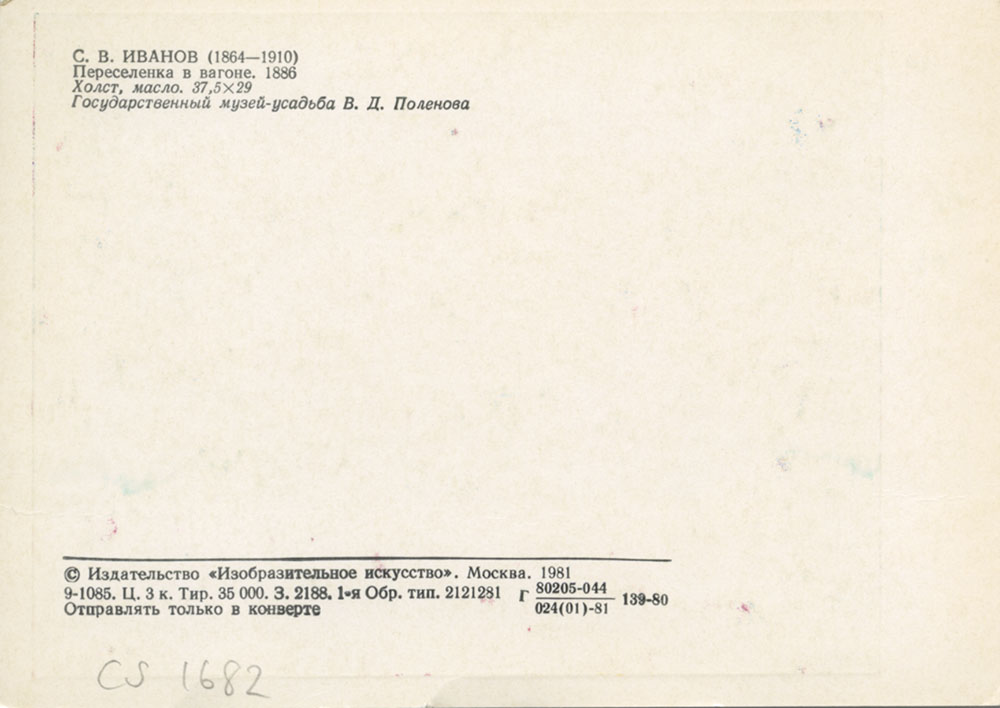 С. В. ИВАНОВ (1864—1910)
Переселенка в вагоне. 1886
Холст, масло. 37,5×29
Государственный музей-усадьба В. Д. Поленова
© Издательство «Изобразительное искусство». Москва. 1981
9-1085. Ц. 3 к. Тир. 35 000. З. 2188. 1-я Обр. тип. 2121281 Г 80205-044 / 024(01)-81 139-80
Отправлять только в конверте
CS 1682